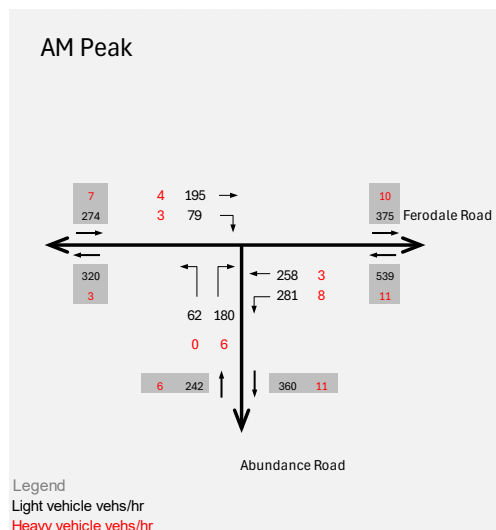 AM Peak
7 4 195 10
274 3 79 375 Ferodale Road
320 258 3 539
3 281 8 11
62 180
0 6
6 242 360 11
Abundance Road
Legend
Light vehicle vehs/hr
Heavy vehicle vehs/hr